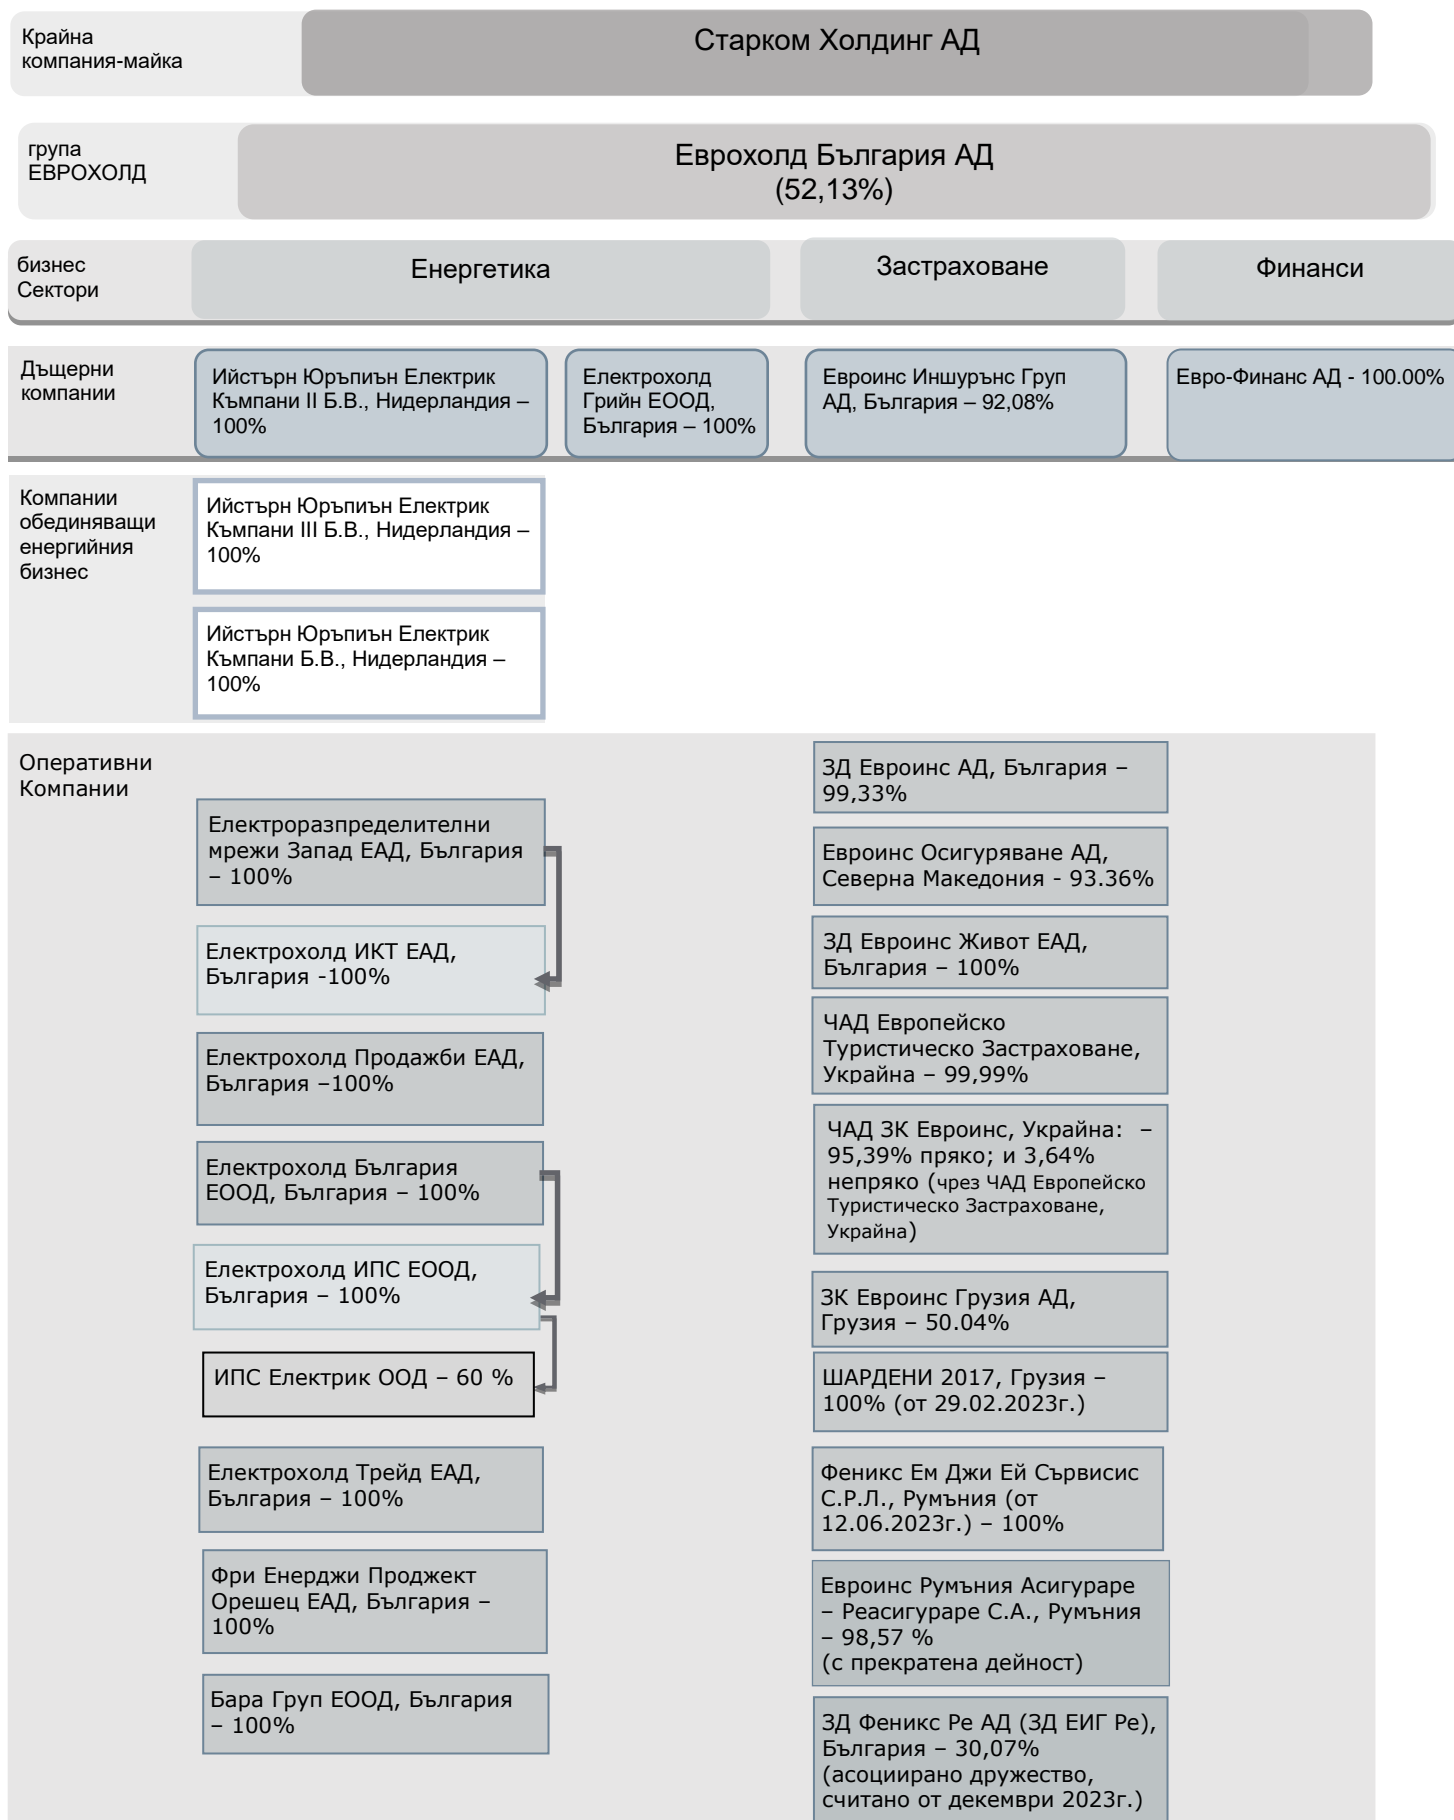 Крайна
компания-майка
Старком Холдинг АД
група
ЕВРОХОЛД
Еврохолд България АД
(52,13%)
бизнес
Сектори
Енергетика
Застраховане
Финанси
Дъщерни
компании
Ийстърн Юръпиън Електрик
Къмпани II Б.В., Нидерландия –
100%
Електрохолд
Грийн ЕООД,
България – 100%
Евроинс Иншурънс Груп
АД, България – 92,08%
Евро-Финанс АД - 100.00%
Компании
обединяващи
енергийния
бизнес
Ийстърн Юръпиън Електрик
Къмпани III Б.В., Нидерландия –
100%
Ийстърн Юръпиън Електрик
Къмпани Б.В., Нидерландия –
100%
Оперативни
Компании
Електроразпределителни
мрежи Запад ЕАД, България
– 100%
Електрохолд ИКТ ЕАД,
България -100%
Електрохолд Продажби ЕАД,
България –100%
Електрохолд България
ЕООД, България – 100%
Електрохолд ИПС ЕООД,
България – 100%
ИПС Електрик ООД – 60 %
Електрохолд Трейд ЕАД,
България – 100%
Фри Енерджи Проджект
Орешец ЕАД, България –
100%
Бара Груп ЕООД, България
– 100%
ЗД Евроинс АД, България –
99,33%
Евроинс Осигуряване АД,
Северна Македония - 93.36%
ЗД Евроинс Живот ЕАД,
България – 100%
ЧАД Европейско
Туристическо Застраховане,
Украйна – 99,99%
ЧАД ЗК Евроинс, Украйна: –
95,39% пряко; и 3,64%
непряко (чрез ЧАД Европейско
Туристическо Застраховане,
Украйна)
ЗК Евроинс Грузия АД,
Грузия – 50.04%
ШАРДЕНИ 2017, Грузия –
100% (от 29.02.2023г.)
Феникс Ем Джи Ей Сървисис
С.Р.Л., Румъния (от
12.06.2023г.) – 100%
Евроинс Румъния Асигураре
– Реасигураре С.А., Румъния
– 98,57 %
(с прекратена дейност)
ЗД Феникс Ре АД (ЗД ЕИГ Ре),
България – 30,07%
(асоциирано дружество,
считано от декември 2023г.)